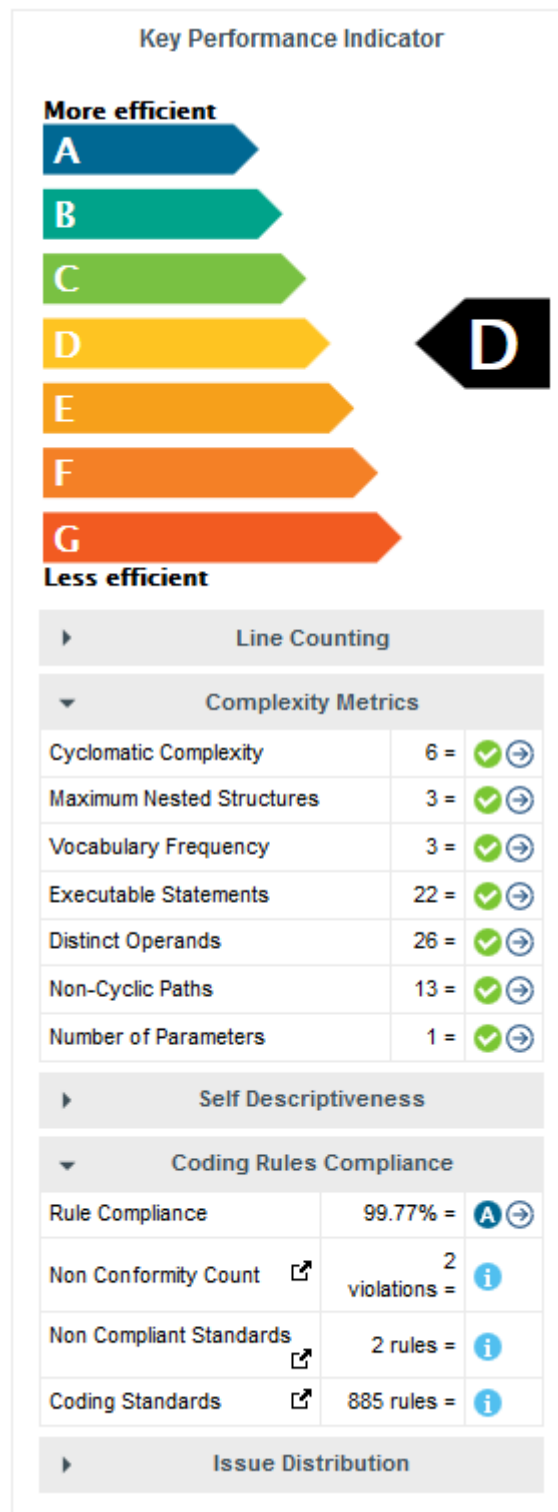 Key Performance Indicator
More efficient
A
B
C
D
D
E
F
G
Less efficient
Line Counting
Complexity Metrics
Cyclomatic Complexity 6 =
Maximum Nested Structures 3 =
Vocabulary Frequency 3 =
Executable Statements 22 =
Distinct Operands 26 =
Non-Cyclic Paths 13 =
Number of Parameters 1 =
Self Descriptiveness
Coding Rules Compliance
Rule Compliance 99.77% = A
Non Conformity Count 2
violations = i
Non Compliant Standards 2 rules = i
Coding Standards 885 rules = i
Issue Distribution